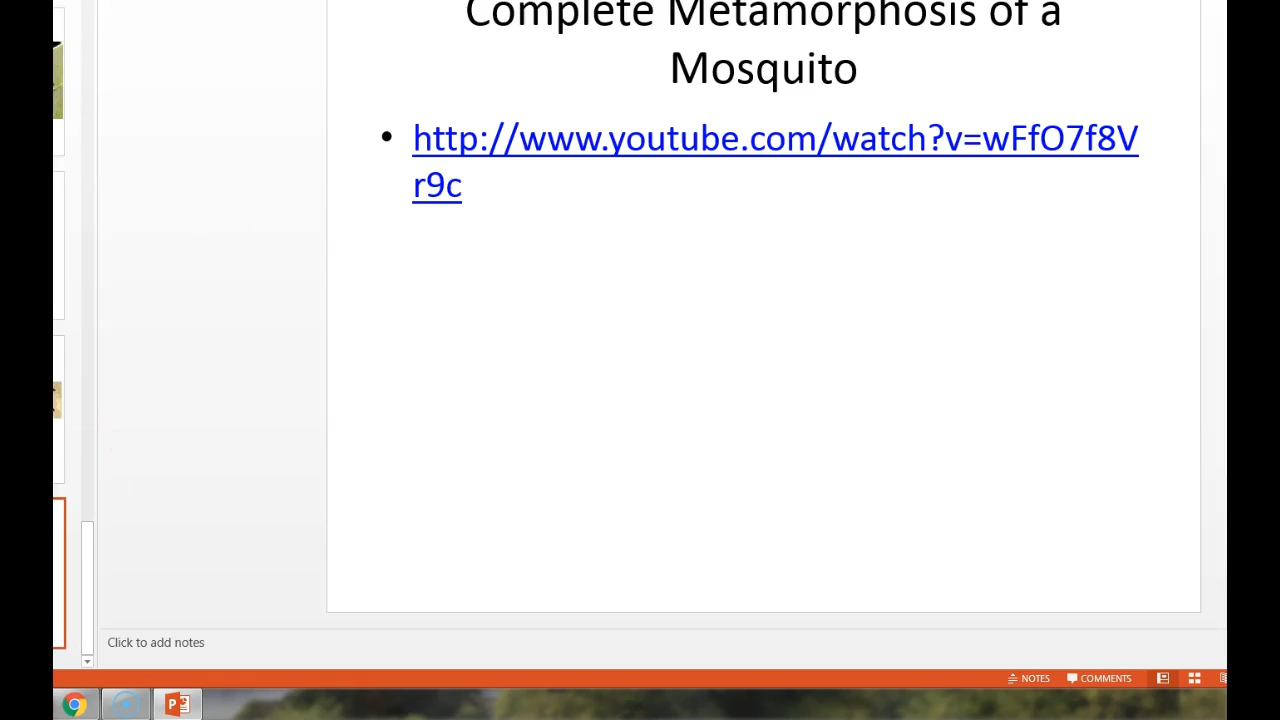 Complete Metamorphosis of a
Mosquito
• http://www.youtube.com/watch?v=wFfO7f8V
r9c
Click to add notes
NOTES COMMENTS